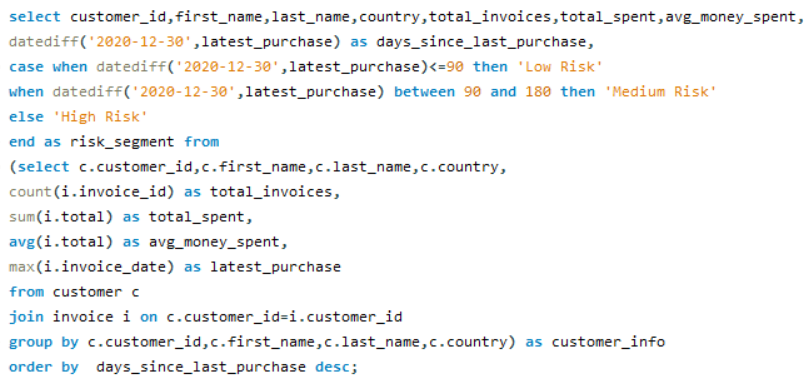 select customer_id,first_name,last_name,country,total_invoices,total_spent,avg_money_spent,
datediff('2020-12-30',latest_purchase) as days_since_last_purchase,
case when datediff('2020-12-30',latest_purchase)<=90 then 'Low Risk'
when datediff('2020-12-30',latest_purchase) between 90 and 180 then 'Medium Risk'
else 'High Risk'
end as risk_segment from
(select c.customer_id,c.first_name,c.last_name,c.country,
count(i.invoice_id) as total_invoices,
sum(i.total) as total_spent,
avg(i.total) as avg_money_spent,
max(i.invoice_date) as latest_purchase
from customer c
join invoice i on c.customer_id=i.customer_id
group by c.customer_id,c.first_name,c.last_name,c.country) as customer_info
order by  days_since_last_purchase desc;